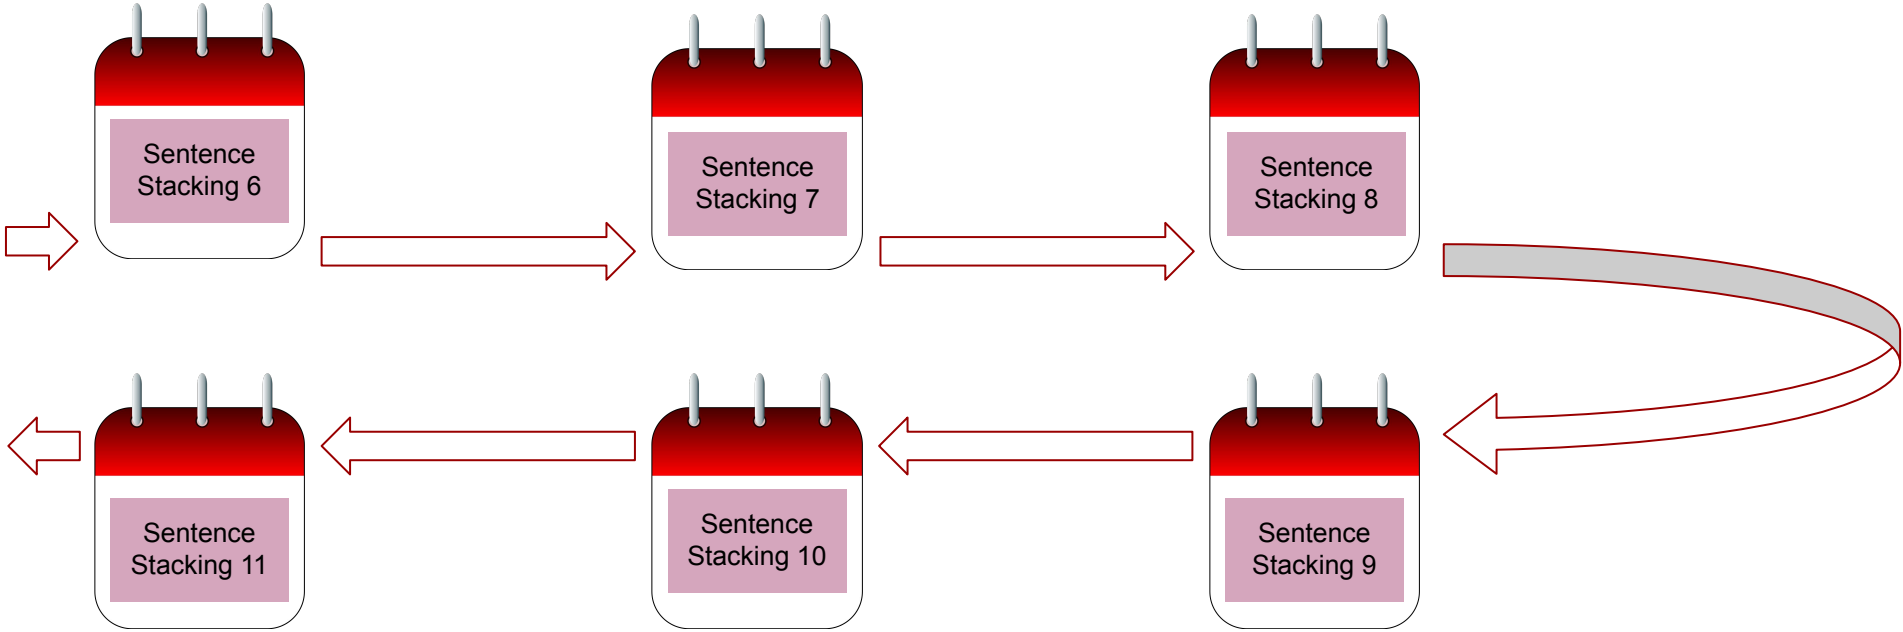 Sentence
Stacking 6
Sentence
Stacking 7
Sentence
Stacking 8
Sentence
Stacking 9
Sentence
Stacking 10
Sentence
Stacking 11